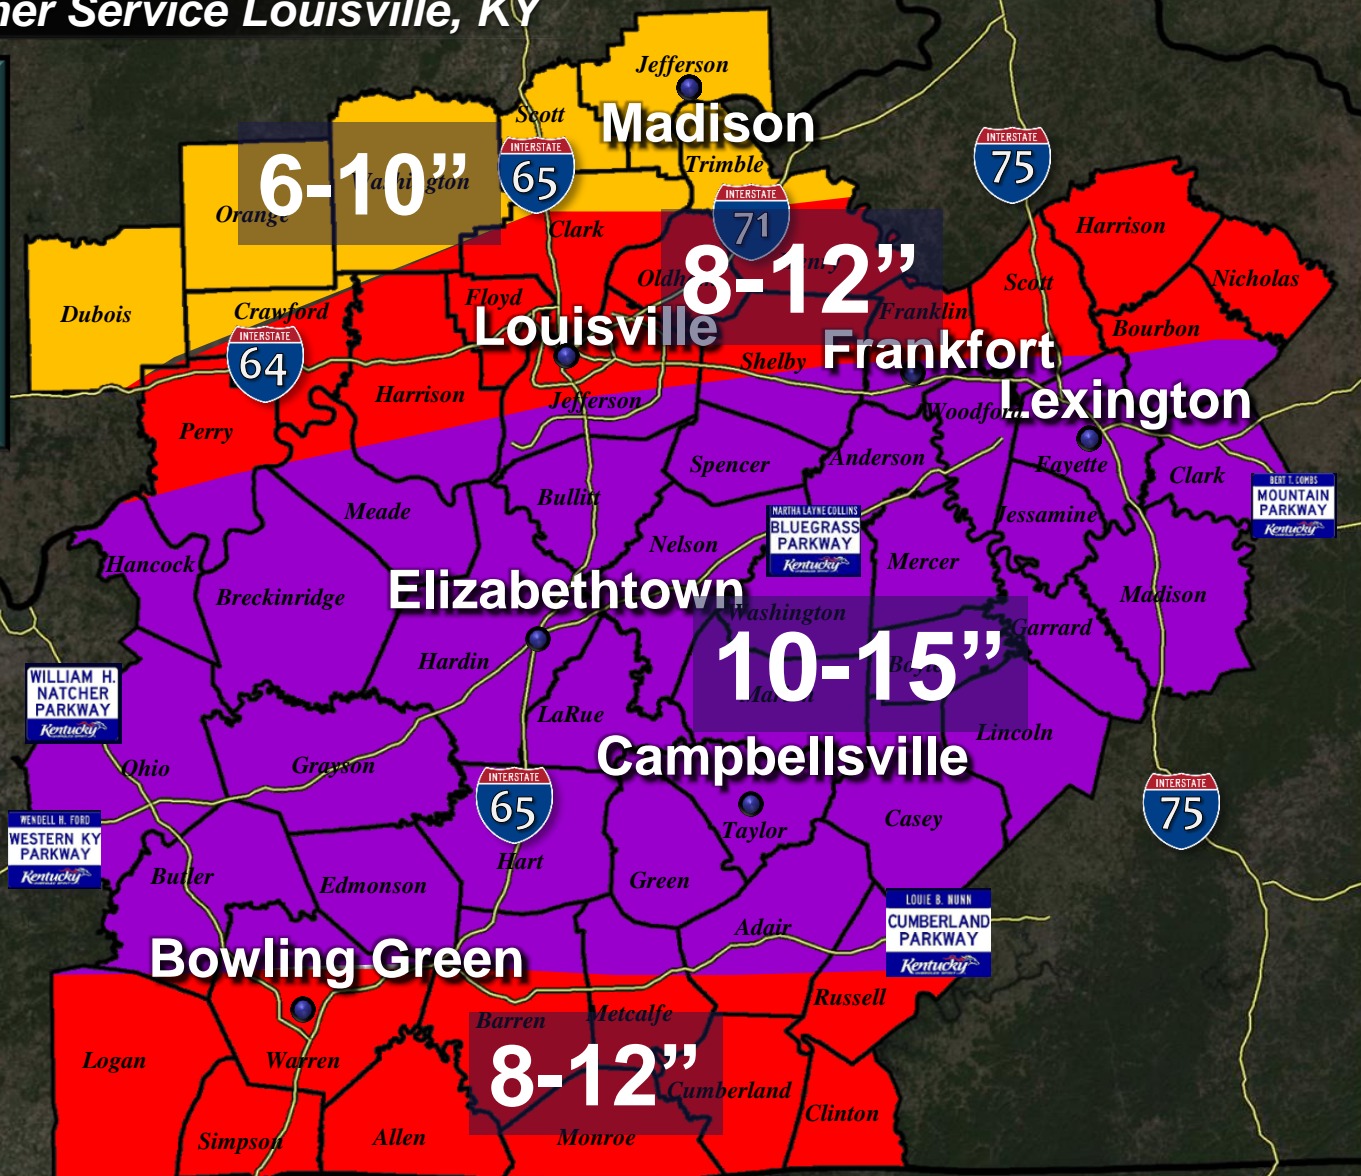 ner Service Louisville, KY
Jefferson
Scott
Madison
Trimble
INTERSTATE
65
INTERSTATE
75
6-10”
Washington
Orange
INTERSTATE
71
Clark
Harrison
8-12”
Oldh
enry
Scott
Nicholas
Floyd
Dubois
Crawford
Franklin
Bourbon
Louisville
INTERSTATE
64
Shelby
Frankfort
Harrison
Jefferson
Woodfor
Lexington
Perry
Spencer
Anderson
Fayette
Clark
BERT T. COMBS
MOUNTAIN
PARKWAY
Kentucky
Bullitt
Meade
MARTHA LAYNE COLLINS
BLUEGRASS
PARKWAY
Kentucky
Jessamine
Nelson
Hancock
Mercer
Breckinridge
Elizabethtown
Madison
Washington
Garrard
Hardin
10-15”
Boyle
WILLIAM H.
NATCHER
PARKWAY
Kentucky
LaRue
Lincoln
Ohio
Grayson
Campbellsville
INTERSTATE
65
INTERSTATE
75
WENDELL H. FORD
WESTERN KY
PARKWAY
Kentucky
Taylor
Casey
Hart
Butler
Edmonson
Green
LOUIE B. NUNN
CUMBERLAND
PARKWAY
Kentucky
Adair
Bowling Green
Russell
Barren
Metcalfe
Logan
Warren
8-12”
Cumberland
Clinton
Simpson
Allen
Monroe